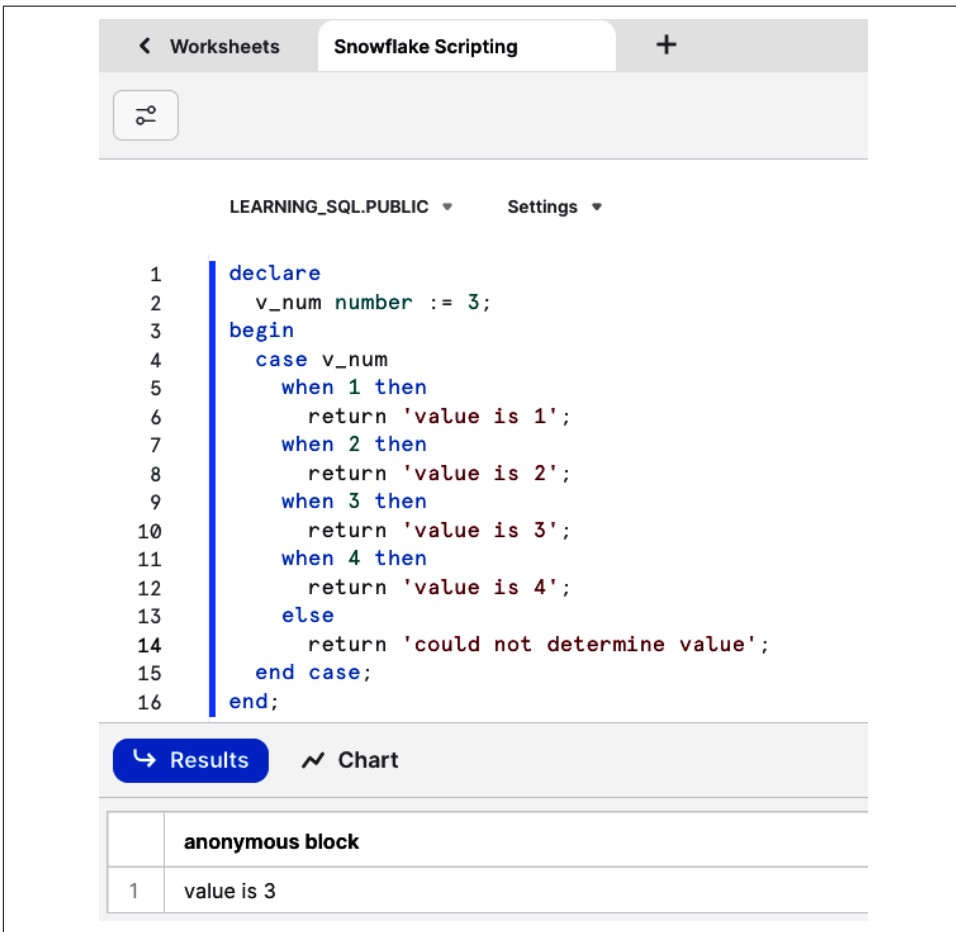 Worksheets Snowflake Scripting +
LEARNING_SQL.PUBLIC Settings
1 declare
2 v_num number := 3;
3 begin
4 case v_num
5 when 1 then
6 return 'value is 1';
7 when 2 then
8 return 'value is 2';
9 when 3 then
10 return 'value is 3';
11 when 4 then
12 return 'value is 4';
13 else
14 return 'could not determine value';
15 end case;
16 end;
Results Chart
anonymous block
1 value is 3